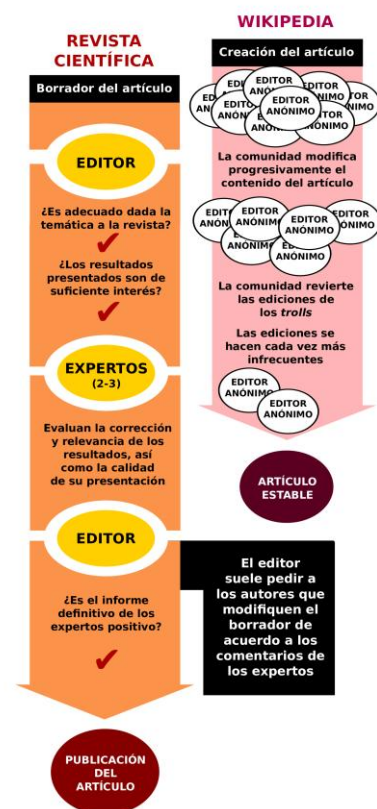 REVISTA
CIENTÍFICA
Borrador del artículo
EDITOR
¿Es adecuado dada la
temática a la revista?
¿Los resultados
presentados son de
suficiente interés?
EXPERTOS
(2-3)
Evaluan la corrección
y relevancia de los
resultados, así
como la calidad
de su presentación
EDITOR
¿Es el informe
definitivo de los
expertos positivo?
El editor
suele pedir a
los autores que
modifiquen el
borrador de
acuerdo a los
comentarios de
los expertos
PUBLICACIÓN
DEL
ARTÍCULO
WIKIPEDIA
Creación del artículo
EDITOR
ANÓNIMO
EDITOR
ANÓNIMO
La comunidad modifica
progresivamente el
contenido del artículo
EDITOR
ANÓNIMO
EDITOR
ANÓNIMO
La comunidad revierte
las ediciones de
los trolls
Las ediciones se
hacen cada vez más
infrecuentes
EDITOR
ANÓNIMO
EDITOR
ANÓNIMO
ARTÍCULO
ESTABLE